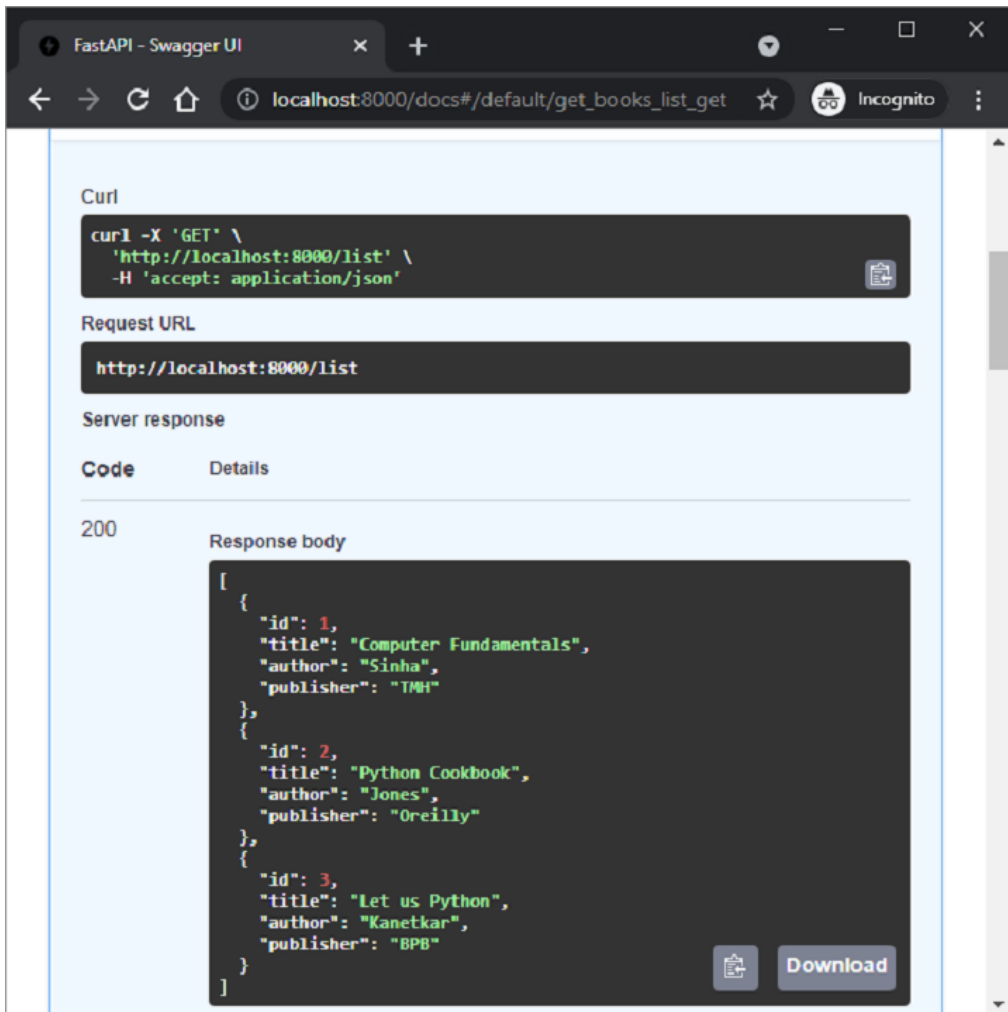 FastAPI - Swagger UI
localhost:8000/docs#/default/get_books_list_get
Incognito
Curl
curl -X 'GET' \
  'http://localhost:8000/list' \
  -H 'accept: application/json'
Request URL
http://localhost:8000/list
Server response
Code Details
200
Response body
[
  {
    "id": 1,
    "title": "Computer Fundamentals",
    "author": "Sinha",
    "publisher": "TMH"
  },
  {
    "id": 2,
    "title": "Python Cookbook",
    "author": "Jones",
    "publisher": "Oreilly"
  },
  {
    "id": 3,
    "title": "Let us Python",
    "author": "Kanetkar",
    "publisher": "BPB"
  }
]
Download